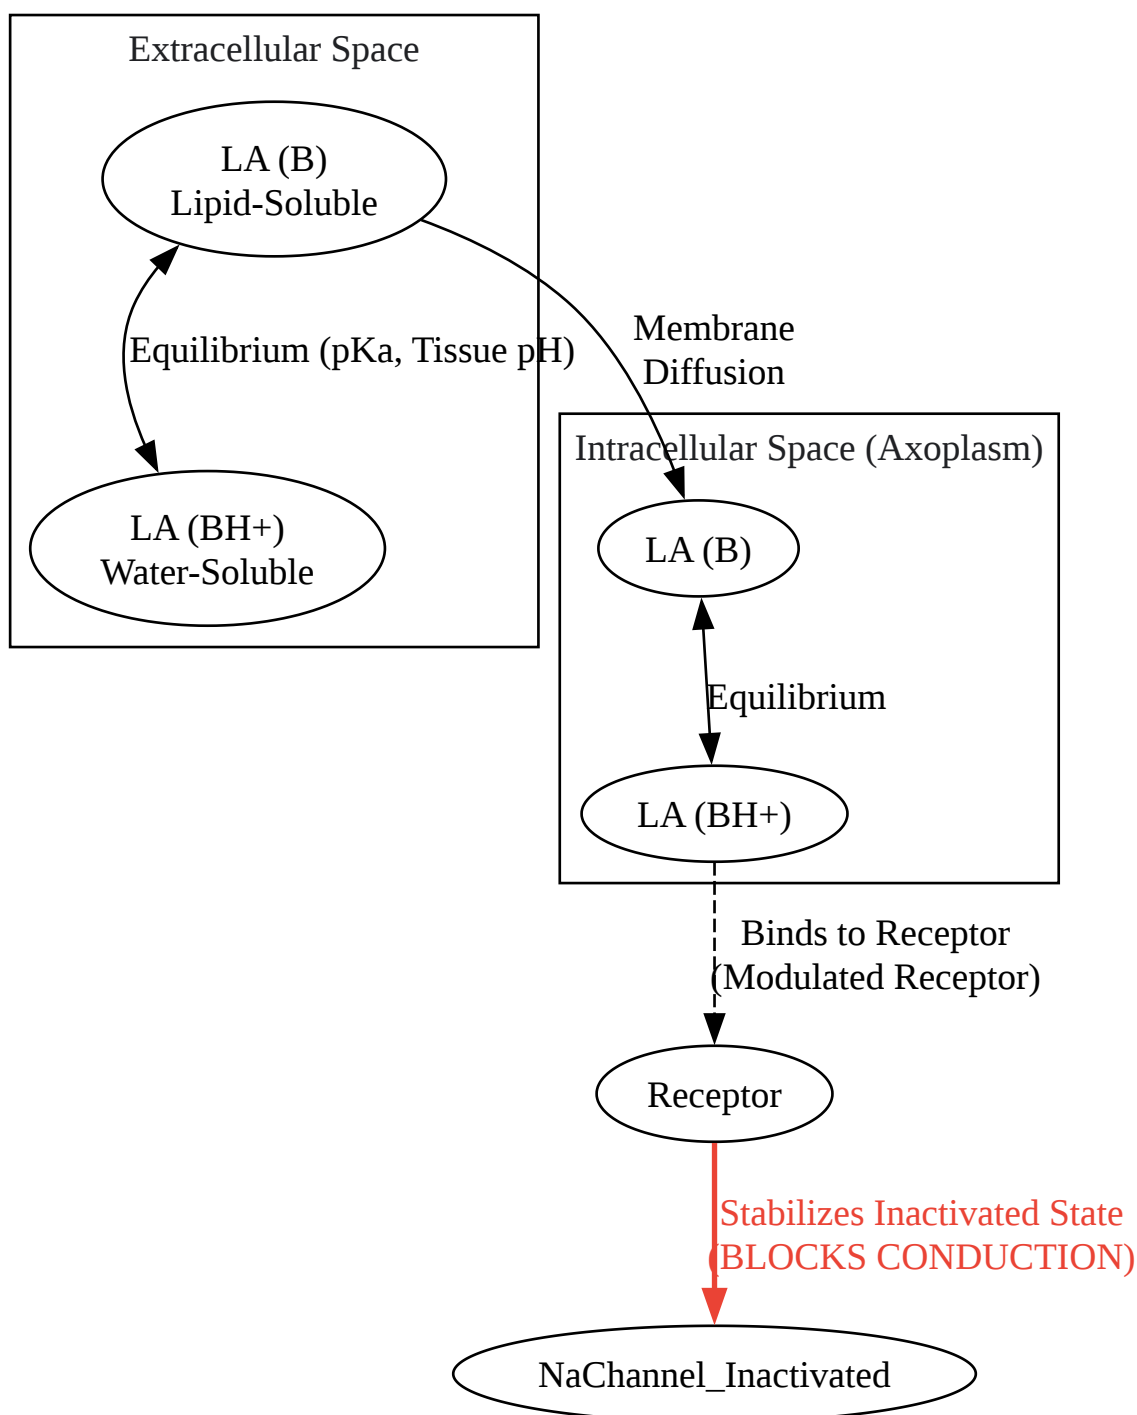 Extracellular Space
LA (B)
Lipid-Soluble
Equilibrium (pKa, Tissue pH)
LA (BH+)
Water-Soluble
Membrane
Diffusion
Intracellular Space (Axoplasm)
LA (B)
Equilibrium
LA (BH+)
Binds to Receptor
(Modulated Receptor)
Receptor
Stabilizes Inactivated State
(BLOCKS CONDUCTION)
NaChannel_Inactivated